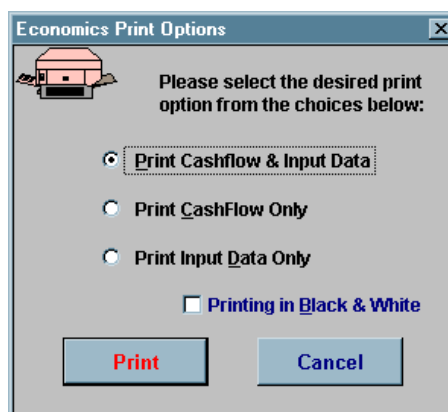 Economics Print Options
Please select the desired print
option from the choices below:
Print Cashflow & Input Data
Print CashFlow Only
Print Input Data Only
Printing in Black & White
Print Cancel